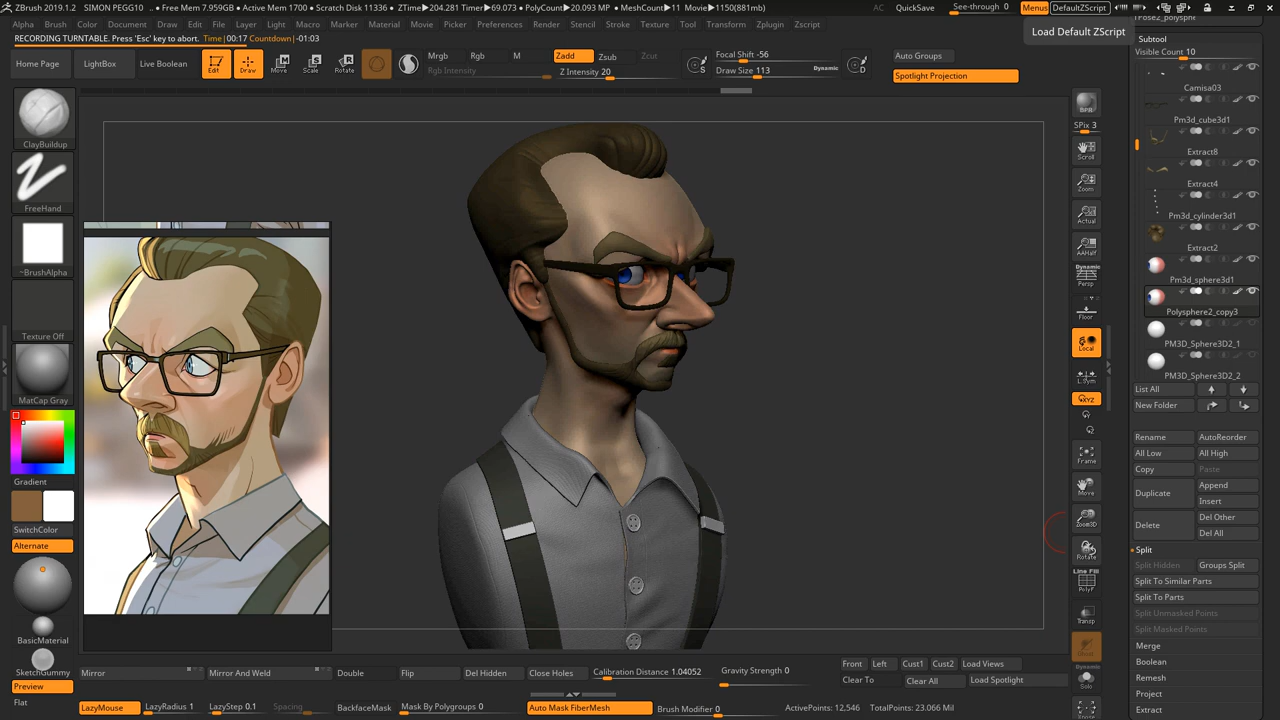 ZBrush 2019.1.2 SIMON PEGG10 .. • Free Mem 7.959GB • Active Mem 1700 • Scratch Disk 11336 • ZTime▶204.281 Timer▶69.073 • PolyCount▶20.093 MP • MeshCount▶11 Movie▶1150(881mb) AC QuickSave See-through 0 Menus DefaultZScript
Alpha Brush Color Document Draw Edit File Layer Light Macro Marker Material Movie Picker Preferences Render Stencil Stroke Texture Tool Transform Zplugin Zscript
RECORDING TURNTABLE. Press 'Esc' key to abort. Time|00:17 Countdown|-01:03
Load Default ZScript
Home Page LightBox Live Boolean Edit Draw Move Scale Rotate
Mrgb Rgb M Zadd Zsub Zcut
Rgb Intensity Z Intensity 20
Focal Shift -56
Draw Size 113 Dynamic
S
D
Auto Groups
Spotlight Projection
ClayBuildup
FreeHand
~BrushAlpha
Texture Off
MatCap Gray
Gradient
SwitchColor
Alternate
BasicMaterial
SketchGummy
Preview
Flat
BPR
SPix 3
Scroll
Zoom
Actual
AAHalf
Dynamic
Persp
Floor
Local
L.Sym
XYZ
Frame
Move
Zoom3D
Rotate
Line Fill
PolyF
Transp
Ghost
Dynamic
Solo
Xpose
Subtool
Visible Count 10
Camisa03
Pm3d_cube3d1
Extract8
Extract4
Pm3d_cylinder3d1
Extract2
Pm3d_sphere3d1
Polysphere2_copy3
PM3D_Sphere3D2_1
PM3D_Sphere3D2_2
List All
New Folder
Rename AutoReorder
All Low All High
Copy Paste
Duplicate Append
Insert
Delete Del Other
Del All
Split
Split Hidden Groups Split
Split To Similar Parts
Split To Parts
Split Unmasked Points
Split Masked Points
Merge
Boolean
Remesh
Project
Extract
Mirror Mirror And Weld Double Flip Del Hidden Close Holes Calibration Distance 1.04052 Gravity Strength 0
Front Left Cust1 Cust2 Load Views
Clear To Clear All Load Spotlight
LazyMouse LazyRadius 1 LazyStep 0.1 Spacing BackfaceMask Mask By Polygroups 0 Auto Mask FiberMesh Brush Modifier 0 ActivePoints: 12,546 TotalPoints: 23.066 Mil